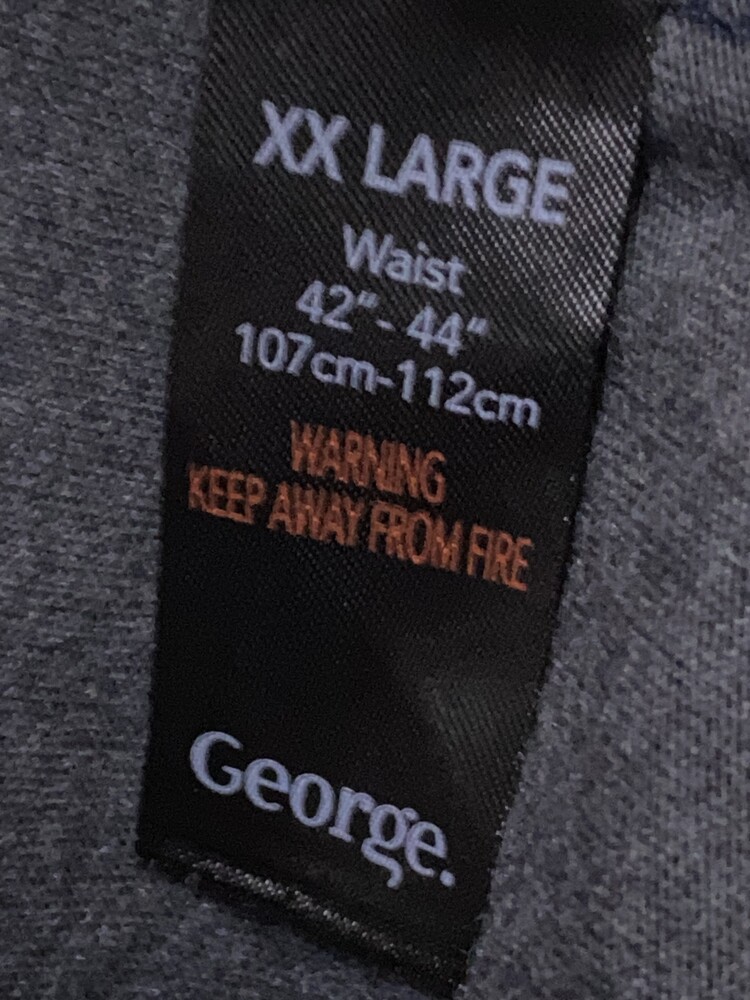 XX LARGE
Waist
42"- 44"
107cm-112cm
WARNING
KEEP AWAY FROM FIRE
George.